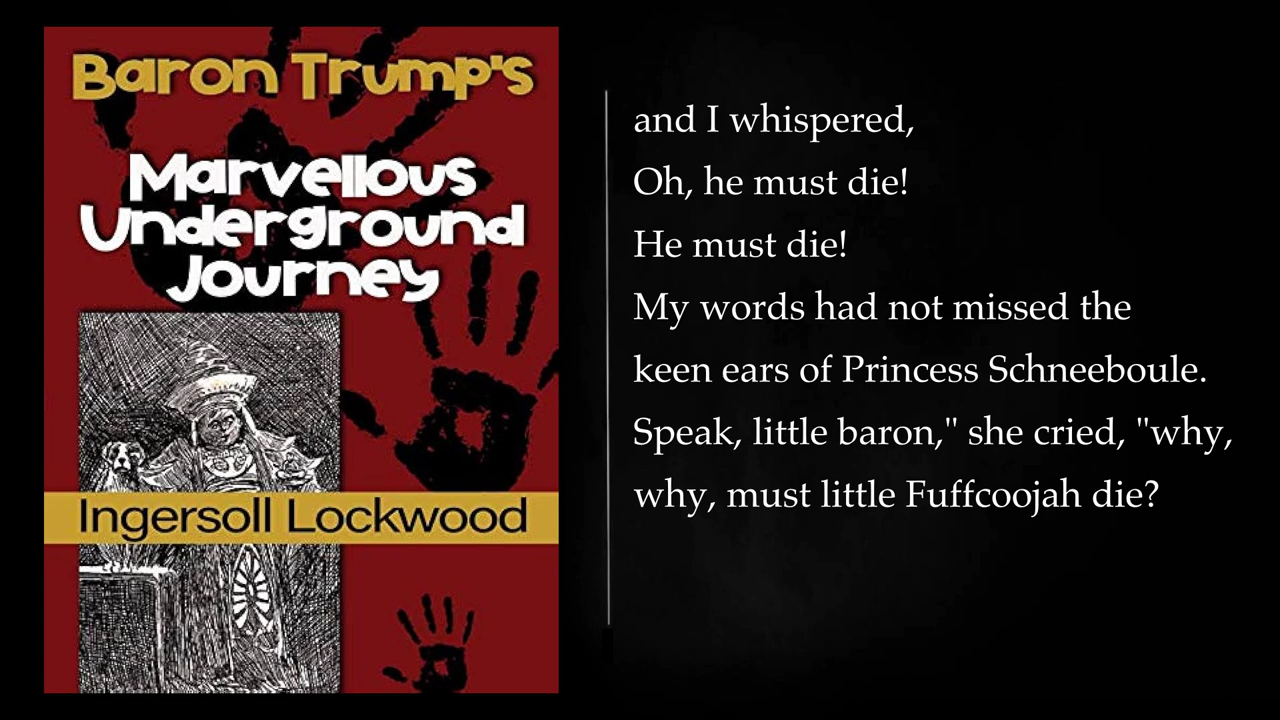 Baron Trump's
Marvellous
Underground
Journey
Ingersoll Lockwood
and I whispered,
Oh, he must die!
He must die!
My words had not missed the
keen ears of Princess Schneeboule.
Speak, little baron," she cried, "why,
why, must little Fuffcoojah die?